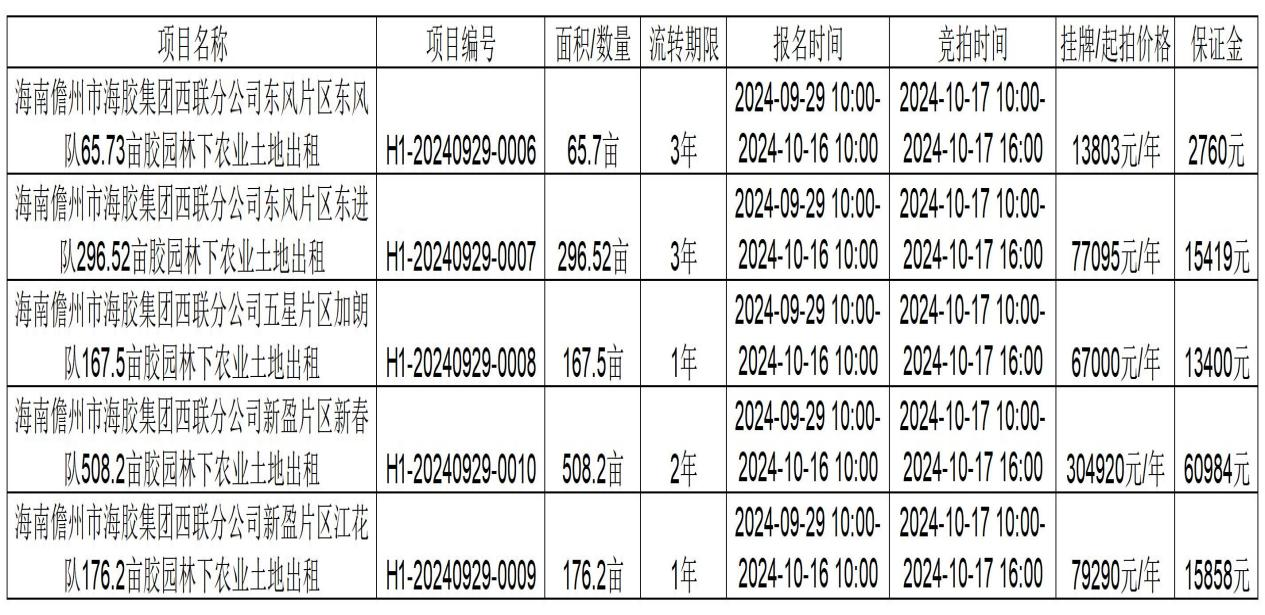 项目名称 项目编号 面积/数量 流转期限 报名时间 竞拍时间 挂牌/起拍价格 保证金
海南儋州市海胶集团西联分公司东风片区东风 2024-09-29 10:00- 2024-10-17 10:00-
队65.73亩胶园林下农业土地出租 H1-20240929-0006 65.7亩 3年 2024-10-16 10:00 2024-10-17 16:00 13803元/年 2760元
海南儋州市海胶集团西联分公司东风片区东进 2024-09-29 10:00- 2024-10-17 10:00-
队296.52亩胶园林下农业土地出租 H1-20240929-0007 296.52亩 3年 2024-10-16 10:00 2024-10-17 16:00 77095元/年 15419元
海南儋州市海胶集团西联分公司五星片区加朗 2024-09-29 10:00- 2024-10-17 10:00-
队167.5亩胶园林下农业土地出租 H1-20240929-0008 167.5亩 1年 2024-10-16 10:00 2024-10-17 16:00 67000元/年 13400元
海南儋州市海胶集团西联分公司新盈片区新春 2024-09-29 10:00- 2024-10-17 10:00-
队508.2亩胶园林下农业土地出租 H1-20240929-0010 508.2亩 2年 2024-10-16 10:00 2024-10-17 16:00 304920元/年 60984元
海南儋州市海胶集团西联分公司新盈片区江花 2024-09-29 10:00- 2024-10-17 10:00-
队176.2亩胶园林下农业土地出租 H1-20240929-0009 176.2亩 1年 2024-10-16 10:00 2024-10-17 16:00 79290元/年 15858元